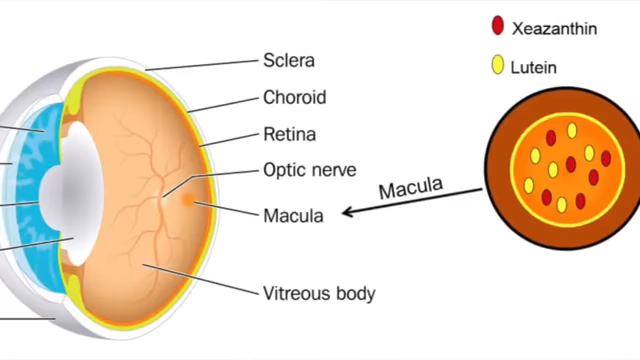 Sclera
Choroid
Retina
Optic nerve
Macula
Vitreous body
Macula
Xeazanthin
Lutein